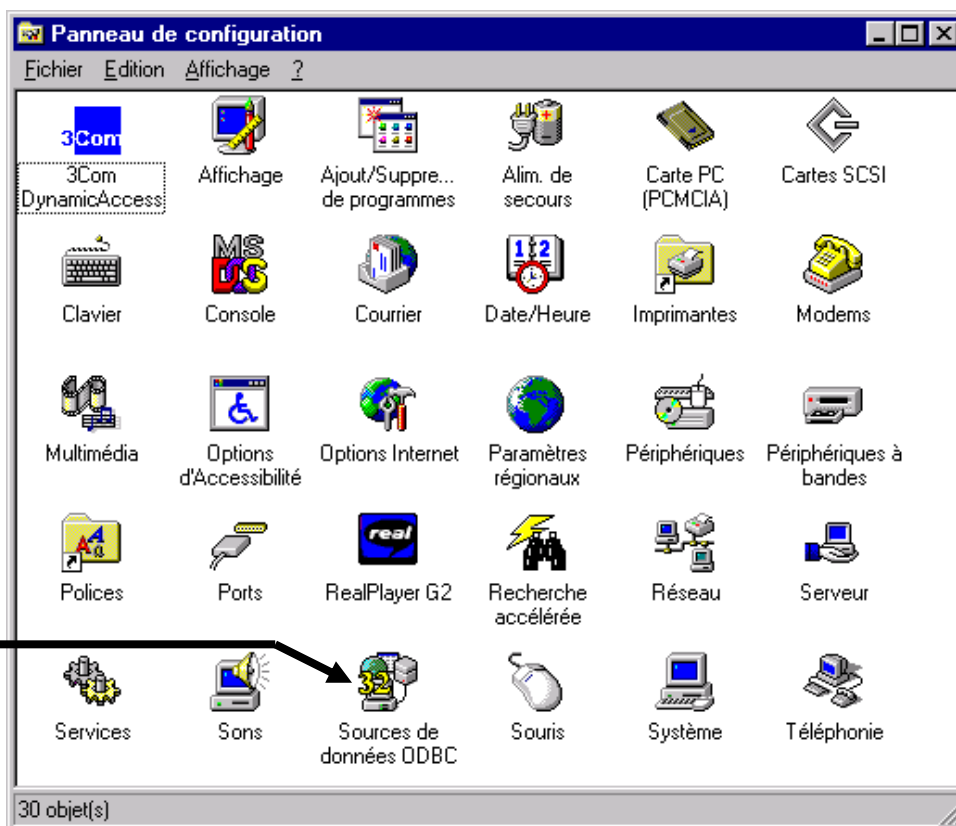 Panneau de configuration
Fichier Edition Affichage ?
3Com
3Com
DynamicAccess
Affichage
Ajout/Suppre...
de programmes
Alim. de
secours
Carte PC
(PCMCIA)
Cartes SCSI
Clavier
MS
DOS
Console
Courrier
1 2
Date/Heure
Imprimantes
Modems
Multimédia
Options
d'Accessibilité
Options Internet
Paramètres
régionaux
Périphériques
Périphériques à
bandes
Polices
Ports
real
RealPlayer G2
Recherche
accélérée
Réseau
Serveur
Services
Sons
32
Sources de
données ODBC
Souris
Système
Téléphonie
30 objet(s)